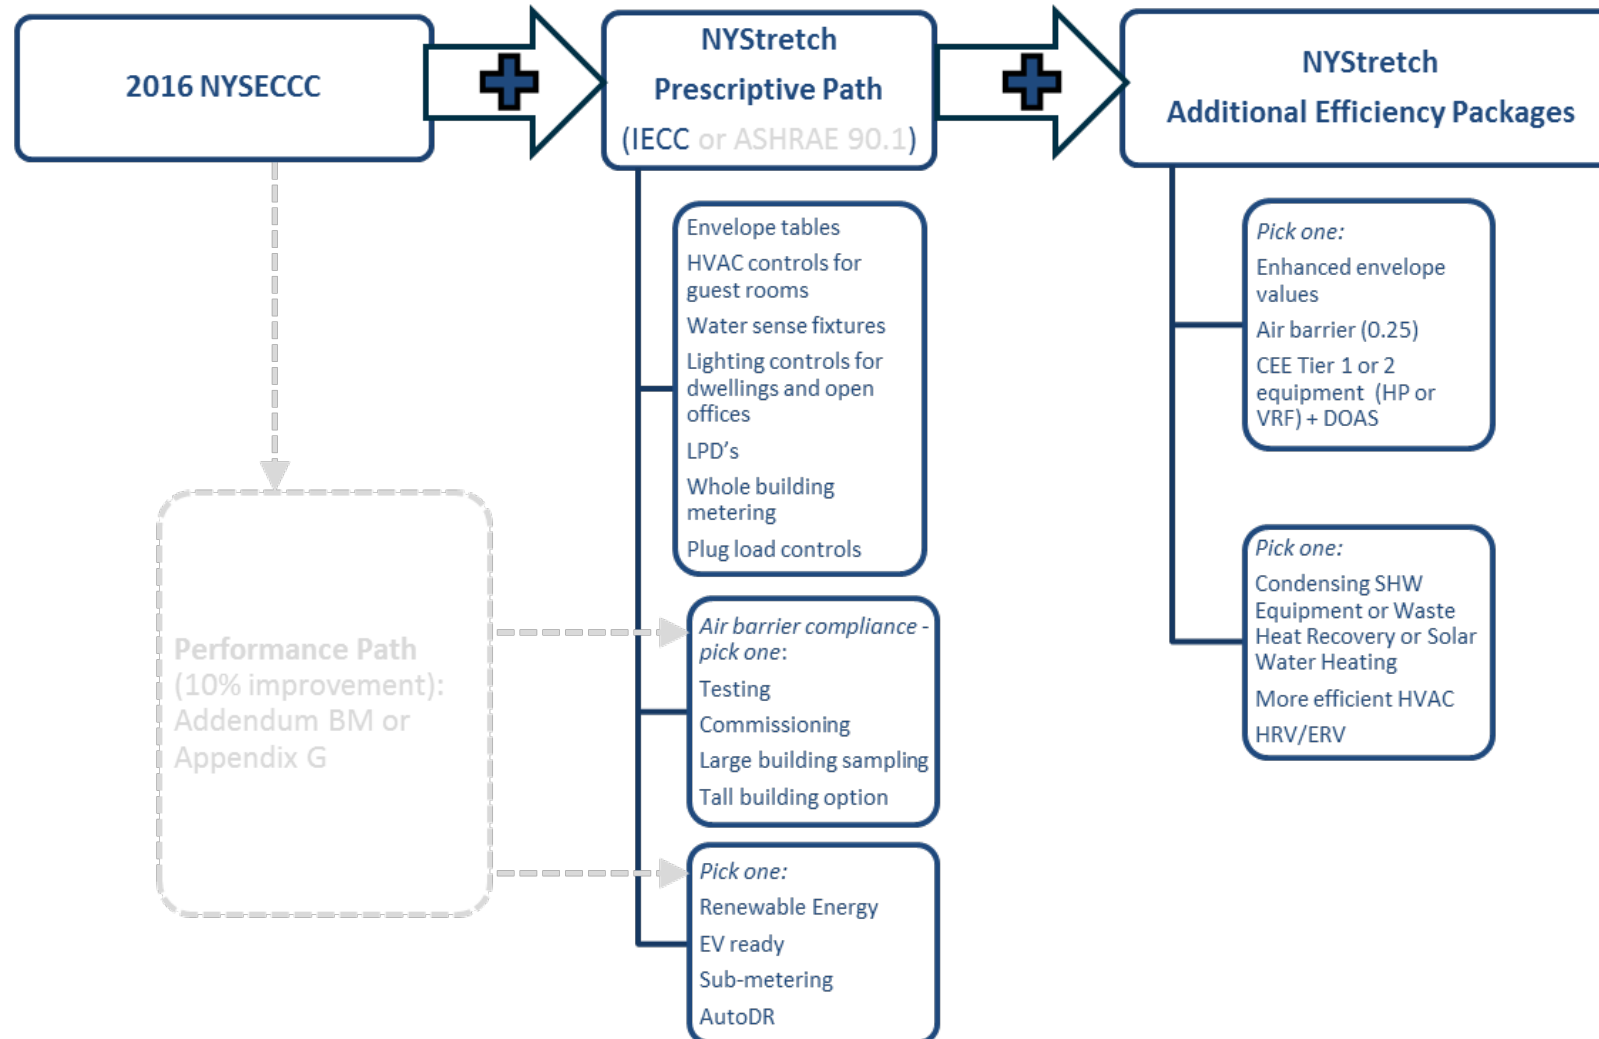 2016 NYSECCC
NYStretch
Prescriptive Path
(IECC or ASHRAE 90.1)
NYStretch
Additional Efficiency Packages
Envelope tables
HVAC controls for
guest rooms
Water sense fixtures
Lighting controls for
dwellings and open
offices
LPD's
Whole building
metering
Plug load controls
Air barrier compliance -
pick one:
Testing
Commissioning
Large building sampling
Tall building option
Pick one:
Renewable Energy
EV ready
Sub-metering
AutoDR
Pick one:
Enhanced envelope
values
Air barrier (0.25)
CEE Tier 1 or 2
equipment (HP or
VRF) + DOAS
Pick one:
Condensing SHW
Equipment or Waste
Heat Recovery or Solar
Water Heating
More efficient HVAC
HRV/ERV
Performance Path
(10% improvement):
Addendum BM or
Appendix G